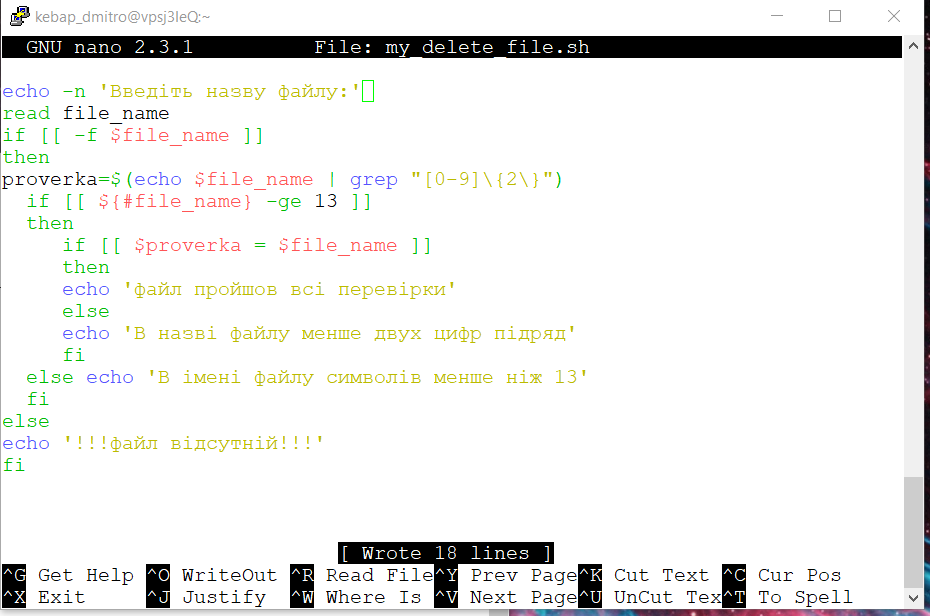 kebap_dmitro@vpsj3leQ:~
GNU nano 2.3.1 File: my_delete_file.sh
echo -n 'Введіть назву файлу:'
read file_name
if [[ -f $file_name ]]
then
proverka=$(echo $file_name | grep "[0-9]\{2\}")
if [[ ${#file_name} -ge 13 ]]
then
if [[ $proverka = $file_name ]]
then
echo 'файл пройшов всі перевірки'
else
echo 'В назві файлу менше двух цифр підряд'
fi
else echo 'В імені файлу символів менше ніж 13'
fi
else
echo '!!!файл відсутній!!!'
fi
[ Wrote 18 lines ]
^G Get Help ^O WriteOut ^R Read File^Y Prev Page^K Cut Text ^C Cur Pos
^X Exit ^J Justify ^W Where Is ^V Next Page^U UnCut Tex^T To Spell